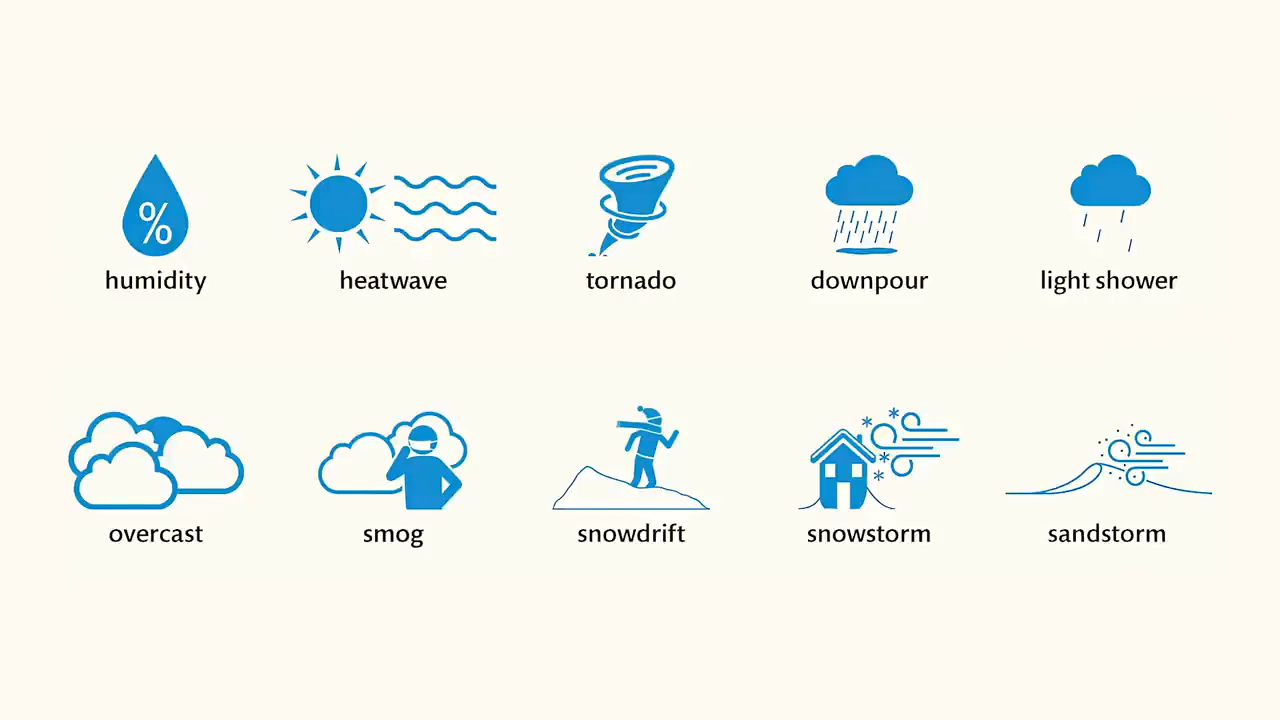 %
humidity
heatwave
tornado
downpour
light shower
overcast
smog
snowdrift
snowstorm
sandstorm